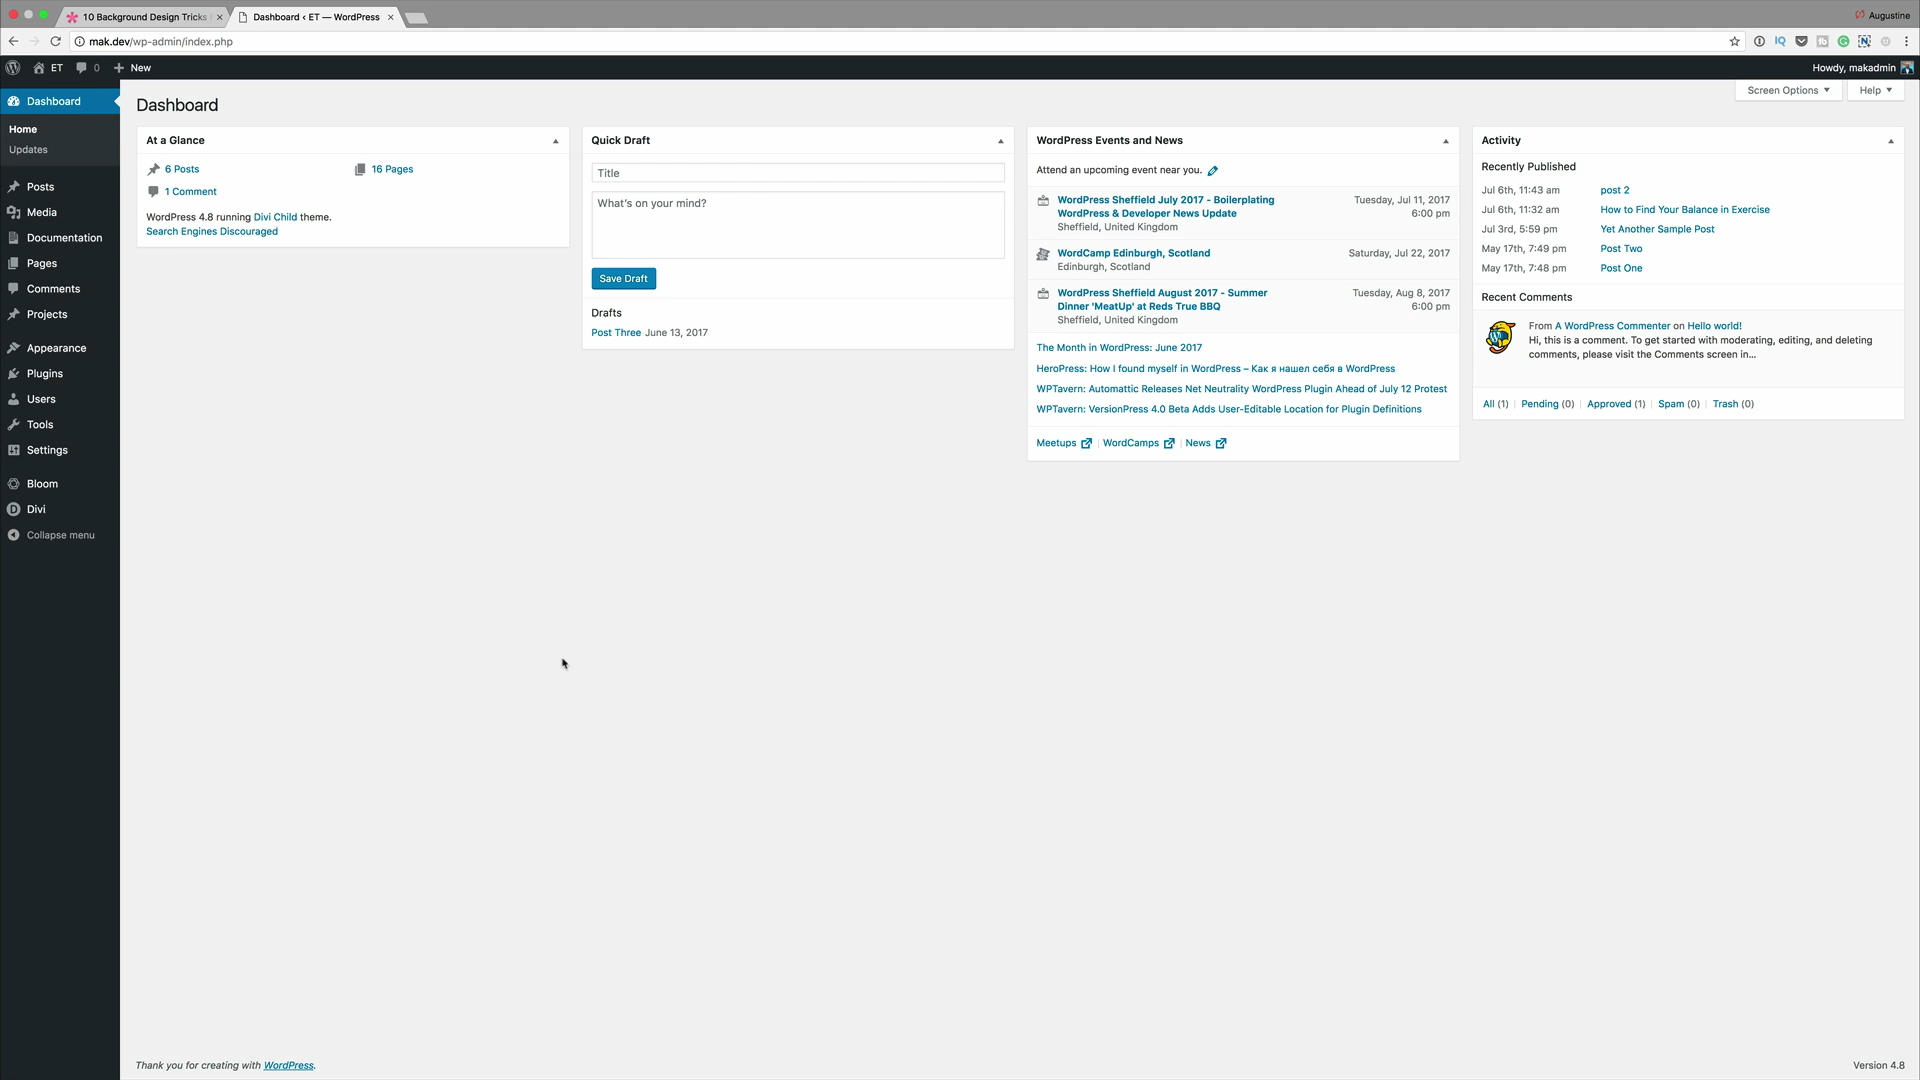 10 Background Design Tricks
Dashboard ‹ ET — WordPress
Augustine
mak.dev/wp-admin/index.php
ET
0
New
Howdy, makadmin
Dashboard
Home
Updates
Posts
Media
Documentation
Pages
Comments
Projects
Appearance
Plugins
Users
Tools
Settings
Bloom
Divi
Collapse menu
Dashboard
Screen Options
Help
At a Glance
6 Posts
16 Pages
1 Comment
WordPress 4.8 running Divi Child theme.
Search Engines Discouraged
Quick Draft
Title
What's on your mind?
Save Draft
Drafts
Post Three June 13, 2017
WordPress Events and News
Attend an upcoming event near you.
WordPress Sheffield July 2017 - Boilerplating
WordPress & Developer News Update
Sheffield, United Kingdom
Tuesday, Jul 11, 2017
6:00 pm
WordCamp Edinburgh, Scotland
Edinburgh, Scotland
Saturday, Jul 22, 2017
WordPress Sheffield August 2017 - Summer
Dinner 'MeatUp' at Reds True BBQ
Sheffield, United Kingdom
Tuesday, Aug 8, 2017
6:00 pm
The Month in WordPress: June 2017
HeroPress: How I found myself in WordPress – Как я нашел себя в WordPress
WPTavern: Automattic Releases Net Neutrality WordPress Plugin Ahead of July 12 Protest
WPTavern: VersionPress 4.0 Beta Adds User-Editable Location for Plugin Definitions
Meetups | WordCamps | News
Activity
Recently Published
Jul 6th, 11:43 am post 2
Jul 6th, 11:32 am How to Find Your Balance in Exercise
Jul 3rd, 5:59 pm Yet Another Sample Post
May 17th, 7:49 pm Post Two
May 17th, 7:48 pm Post One
Recent Comments
From A WordPress Commenter on Hello world!
Hi, this is a comment. To get started with moderating, editing, and deleting
comments, please visit the Comments screen in…
All (1) | Pending (0) | Approved (1) | Spam (0) | Trash (0)
Thank you for creating with WordPress.
Version 4.8